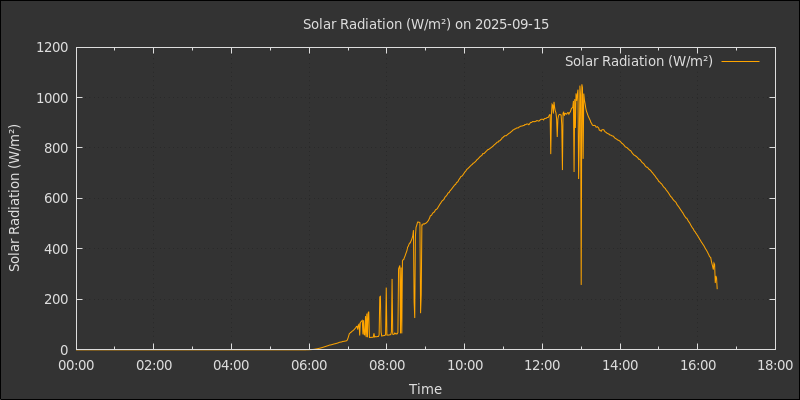 Solar Radiation (W/m²) on 2025-09-15
Solar Radiation (W/m²)
Solar Radiation (W/m²)
1200
1000
800
600
400
200
0
00:00 02:00 04:00 06:00 08:00 10:00 12:00 14:00 16:00 18:00
Time